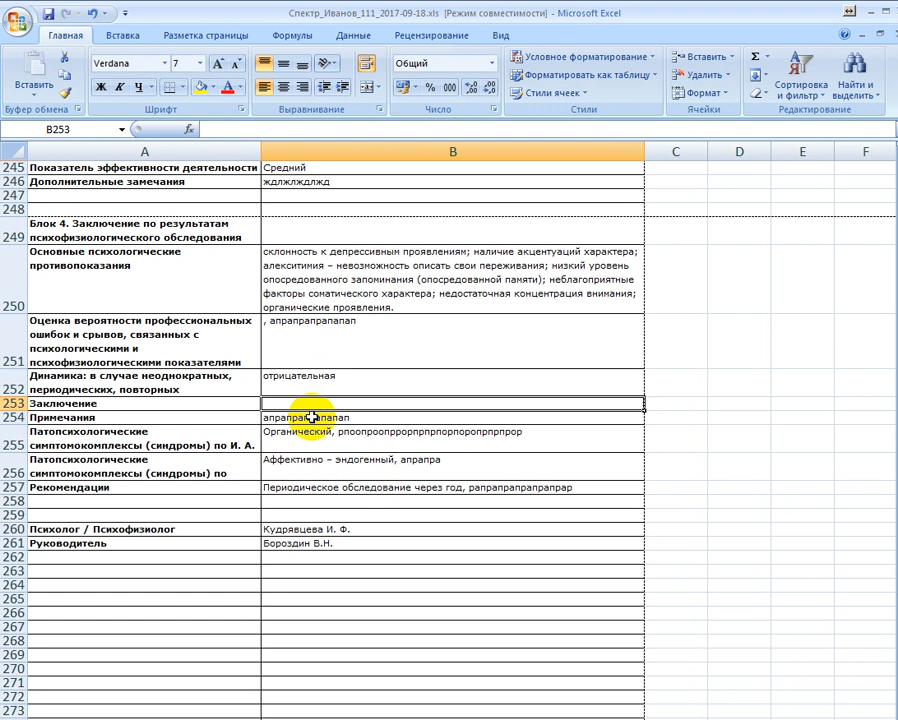 Спектр_Иванов_111_2017-09-18.xls [Режим совместимости] - Microsoft Excel
Главная Вставка Разметка страницы Формулы Данные Рецензирование Вид
Verdana 7 Общий Условное форматирование Вставить Σ
Форматировать как таблицу Удалить
Вставить Ж К Ч % 000 Стили ячеек Формат Сортировка и фильтр Найти и выделить
Буфер обмена Шрифт Выравнивание Число Стили Ячейки Редактирование
B253 fx
A B C D E F
245 Показатель эффективности деятельности Средний
246 Дополнительные замечания ждлжлждлжд
247
248
Блок 4. Заключение по результатам
249 психофизиологического обследования
Основные психологические склонность к депрессивным проявлениям; наличие акцентуаций характера;
противопоказания алекситимия – невозможность описать свои переживания; низкий уровень
опосредованного запоминания (опосредованной памяти); неблагоприятные
факторы соматического характера; недостаточная концентрация внимания;
250 органические проявления.
Оценка вероятности профессиональных , апрапрапрапапап
ошибок и срывов, связанных с
психологическими и
251 психофизиологическими показателями
Динамика: в случае неоднократных, отрицательная
252 периодических, повторных
253 Заключение
254 Примечания
Патопсихологические Органический, рпоопроопррорпрпрпорпоропрпрпрор
255 симптомокомплексы (синдромы) по И. А.
Патопсихологические Аффективно – эндогенный, апрапра
256 симптомокомплексы (синдромы) по
257 Рекомендации Периодическое обследование через год, рапрапрапрапрапрар
258
259
260 Психолог / Психофизиолог Кудрявцева И. Ф.
261 Руководитель Бороздин В.Н.
262
263
264
265
266
267
268
269
270
271
272
273